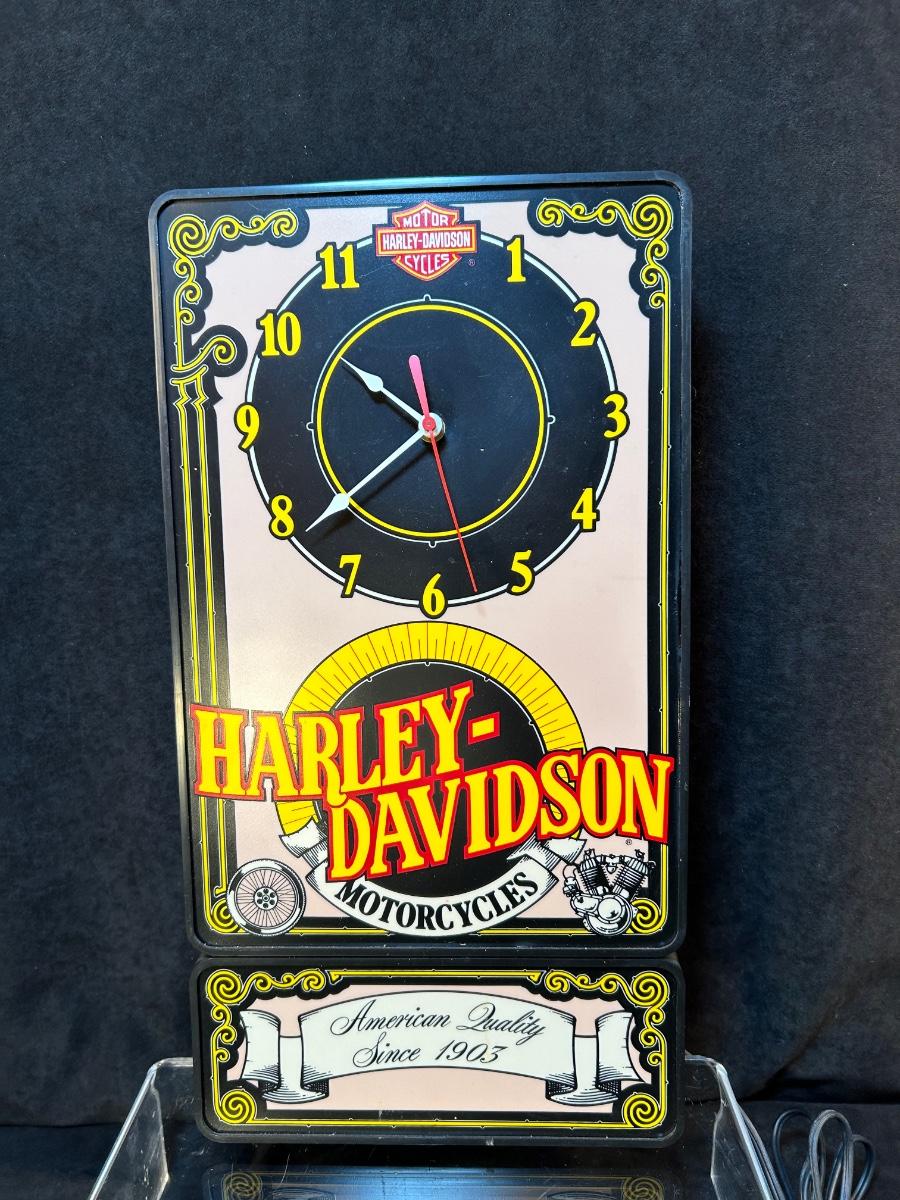 MOTOR
HARLEY-DAVIDSON
CYCLES
®
11
1
10
2
9
3
8
4
7
5
6
HARLEY-
DAVIDSON
®
MOTORCYCLES
American Quality
Since 1903